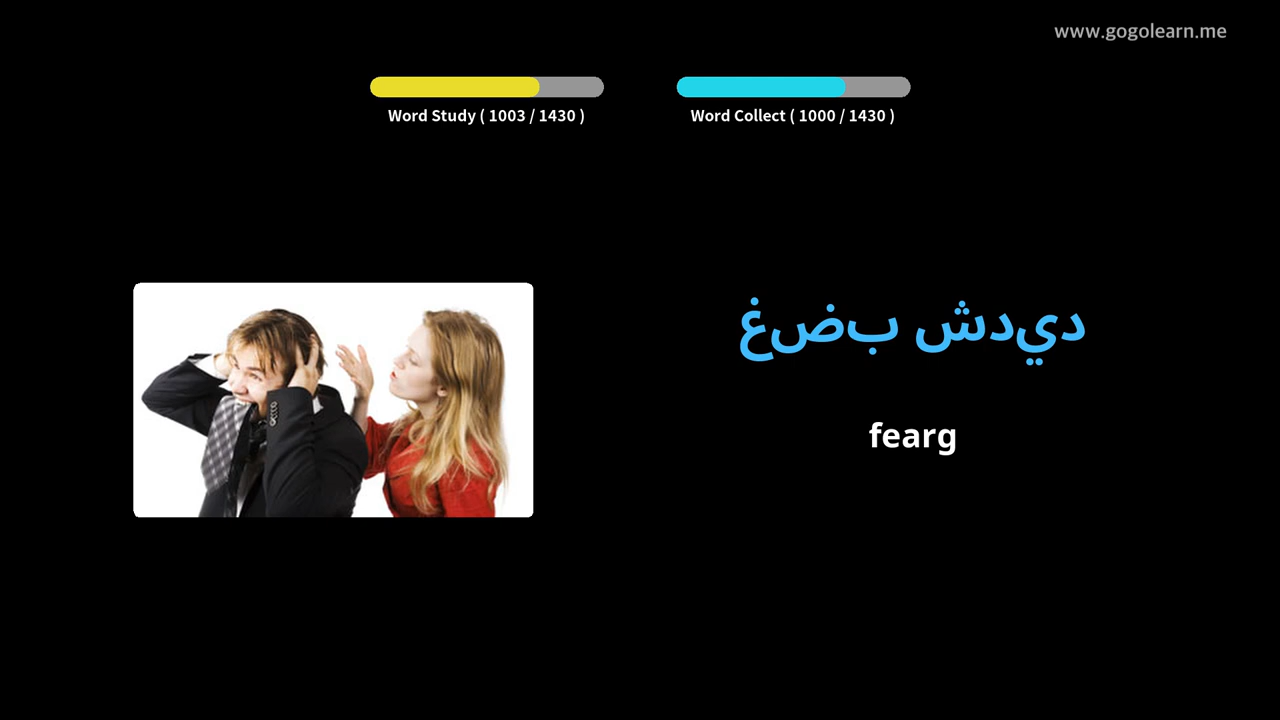 www.gogolearn.me
Word Study ( 1003 / 1430 )
Word Collect ( 1000 / 1430 )
غضب شديد
fearg